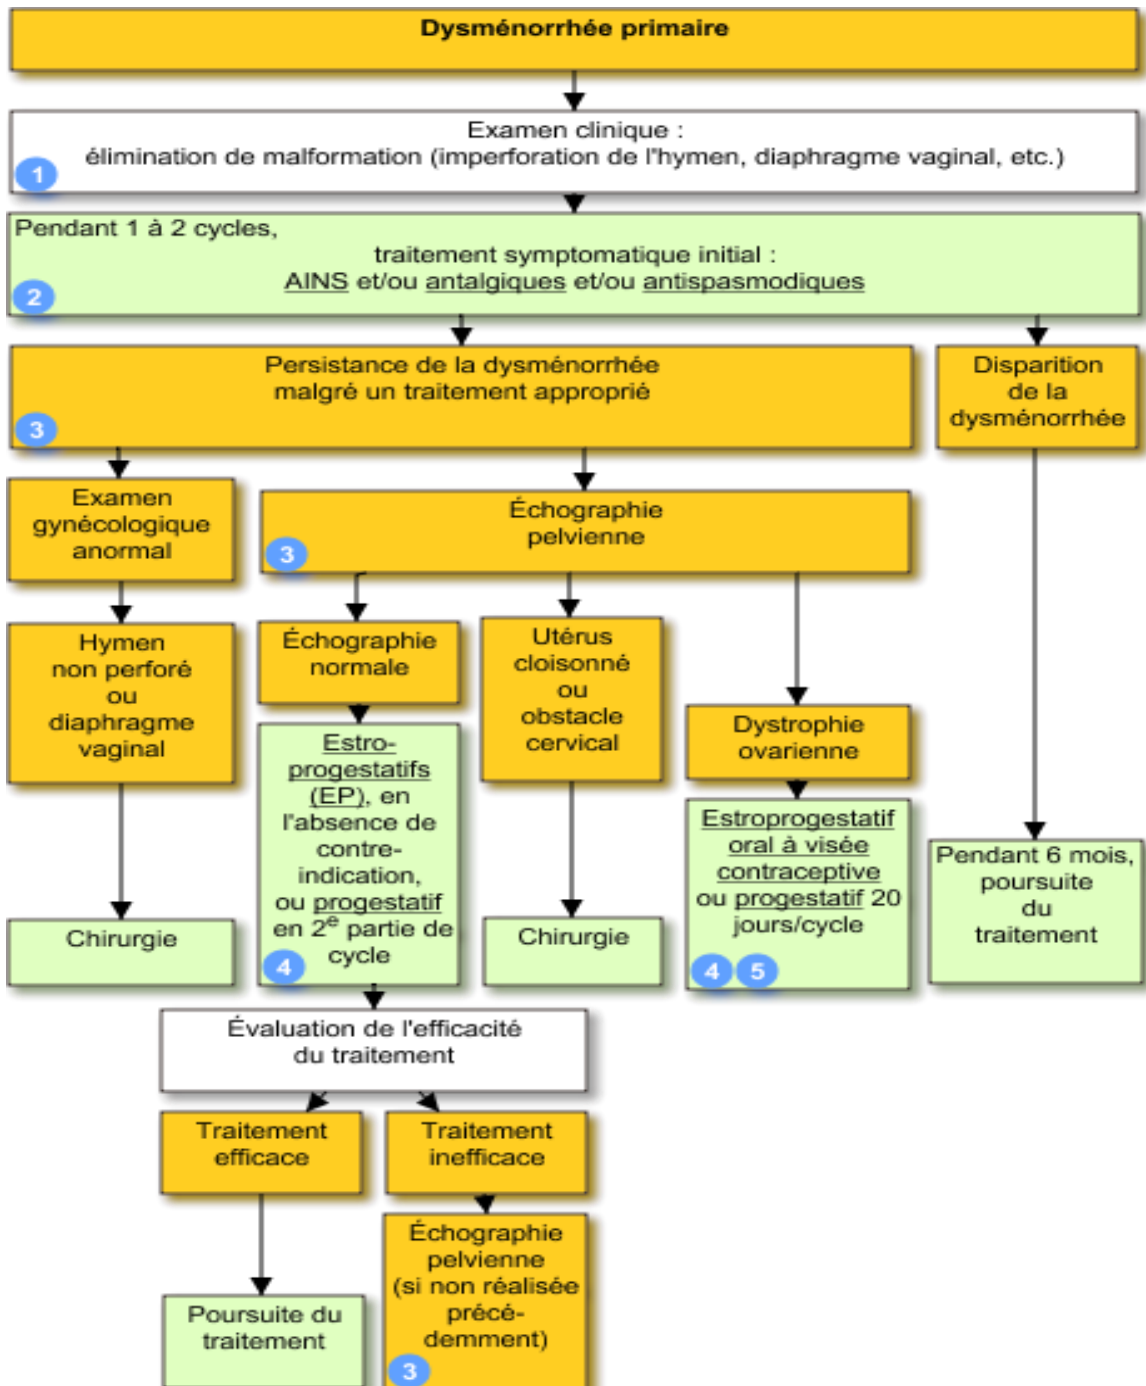 Dysménorrhée primaire
Examen clinique :
élimination de malformation (imperforation de l'hymen, diaphragme vaginal, etc.)
1
Pendant 1 à 2 cycles,
traitement symptomatique initial :
AINS et/ou antalgiques et/ou antispasmodiques
2
Persistance de la dysménorrhée
malgré un traitement approprié
3
Disparition
de la
dysménorrhée
Examen
gynécologique
anormal
Échographie
pelvienne
3
Hymen
non perforé
ou
diaphragme
vaginal
Échographie
normale
Utérus
cloisonné
ou
obstacle
cervical
Dystrophie
ovarienne
Chirurgie
Estro-
progestatifs
(EP), en
l'absence de
contre-
indication,
ou progestatif
en 2e partie de
cycle
4
Chirurgie
Estroprogestatif
oral à visée
contraceptive
ou progestatif 20
jours/cycle
4 5
Pendant 6 mois,
poursuite
du
traitement
Évaluation de l'efficacité
du traitement
Traitement
efficace
Traitement
inefficace
Poursuite du
traitement
Échographie
pelvienne
(si non réalisée
précé-
demment)
3